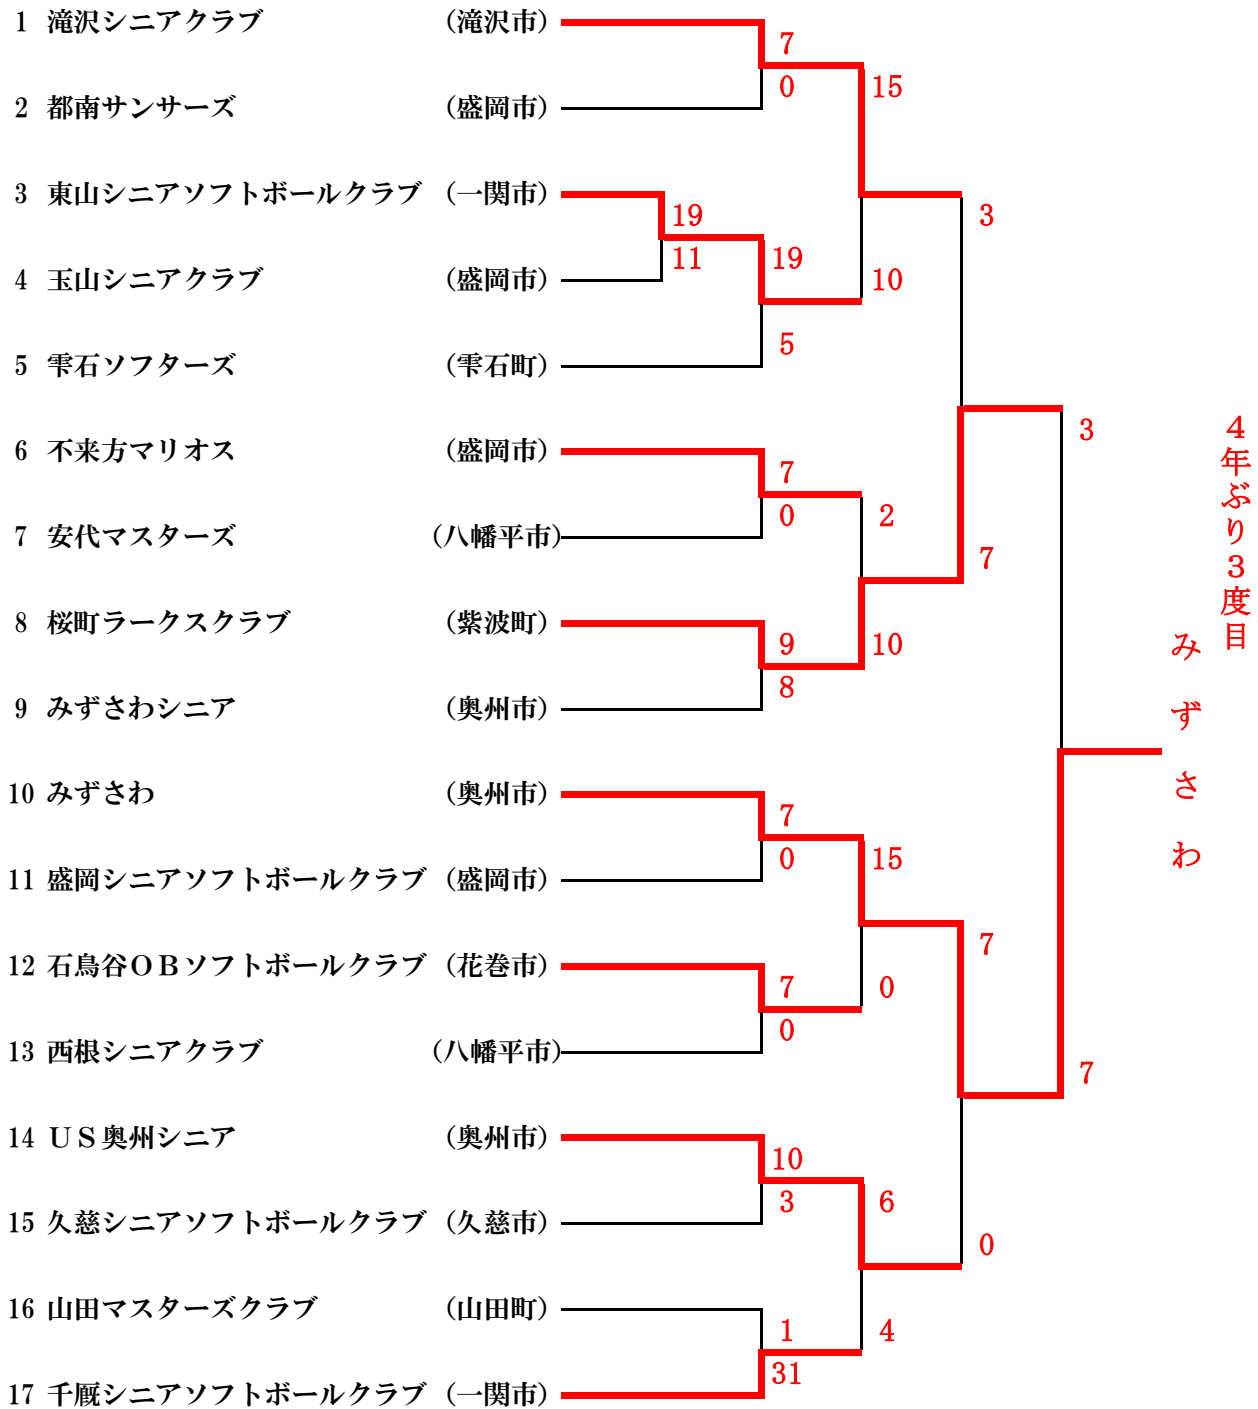 1 滝沢シニアクラブ （滝沢市）
2 都南サンサーズ （盛岡市）
3 東山シニアソフトボールクラブ （一関市）
4 玉山シニアクラブ （盛岡市）
5 雫石ソフターズ （雫石町）
6 不来方マリオス （盛岡市）
7 安代マスターズ （八幡平市）
8 桜町ラークスクラブ （紫波町）
9 みずさわシニア （奥州市）
10 みずさわ （奥州市）
11 盛岡シニアソフトボールクラブ （盛岡市）
12 石鳥谷ＯＢソフトボールクラブ （花巻市）
13 西根シニアクラブ （八幡平市）
14 ＵＳ奥州シニア （奥州市）
15 久慈シニアソフトボールクラブ （久慈市）
16 山田マスターズクラブ （山田町）
17 千厩シニアソフトボールクラブ （一関市）
19
11
7
0
19
5
7
0
9
8
7
0
7
0
10
3
1
31
15
10
2
10
15
0
6
4
3
7
7
0
3
7
４年ぶり３度目
みずさわ